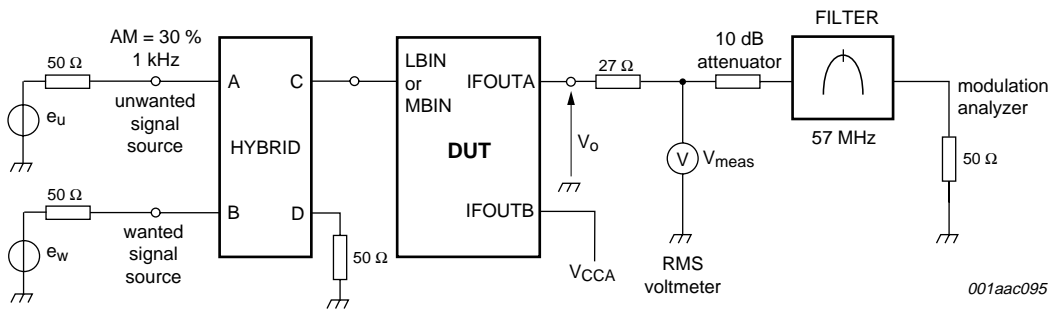 50 Ω
e_u
AM = 30 %
1 kHz
unwanted
signal
source
50 Ω
e_w
wanted
signal
source
A
B
C
D
HYBRID
50 Ω
LBIN
or
MBIN
DUT
IFOUTA
IFOUTB
V_o
V_CCA
27 Ω
V
V_meas
RMS
voltmeter
10 dB
attenuator
FILTER
57 MHz
modulation
analyzer
50 Ω
001aac095